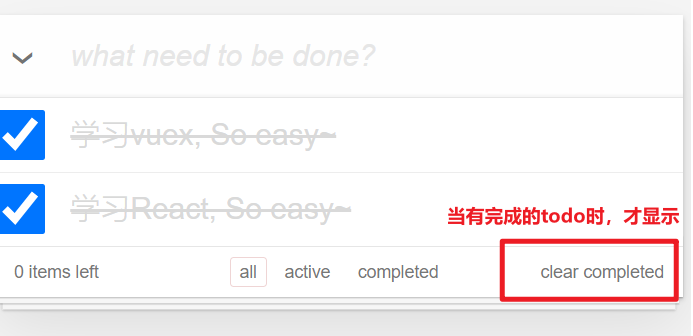 what need to be done?
学习vuex, So easy~
学习React, So easy~
当有完成的todo时，才显示
0 items left all active completed clear completed